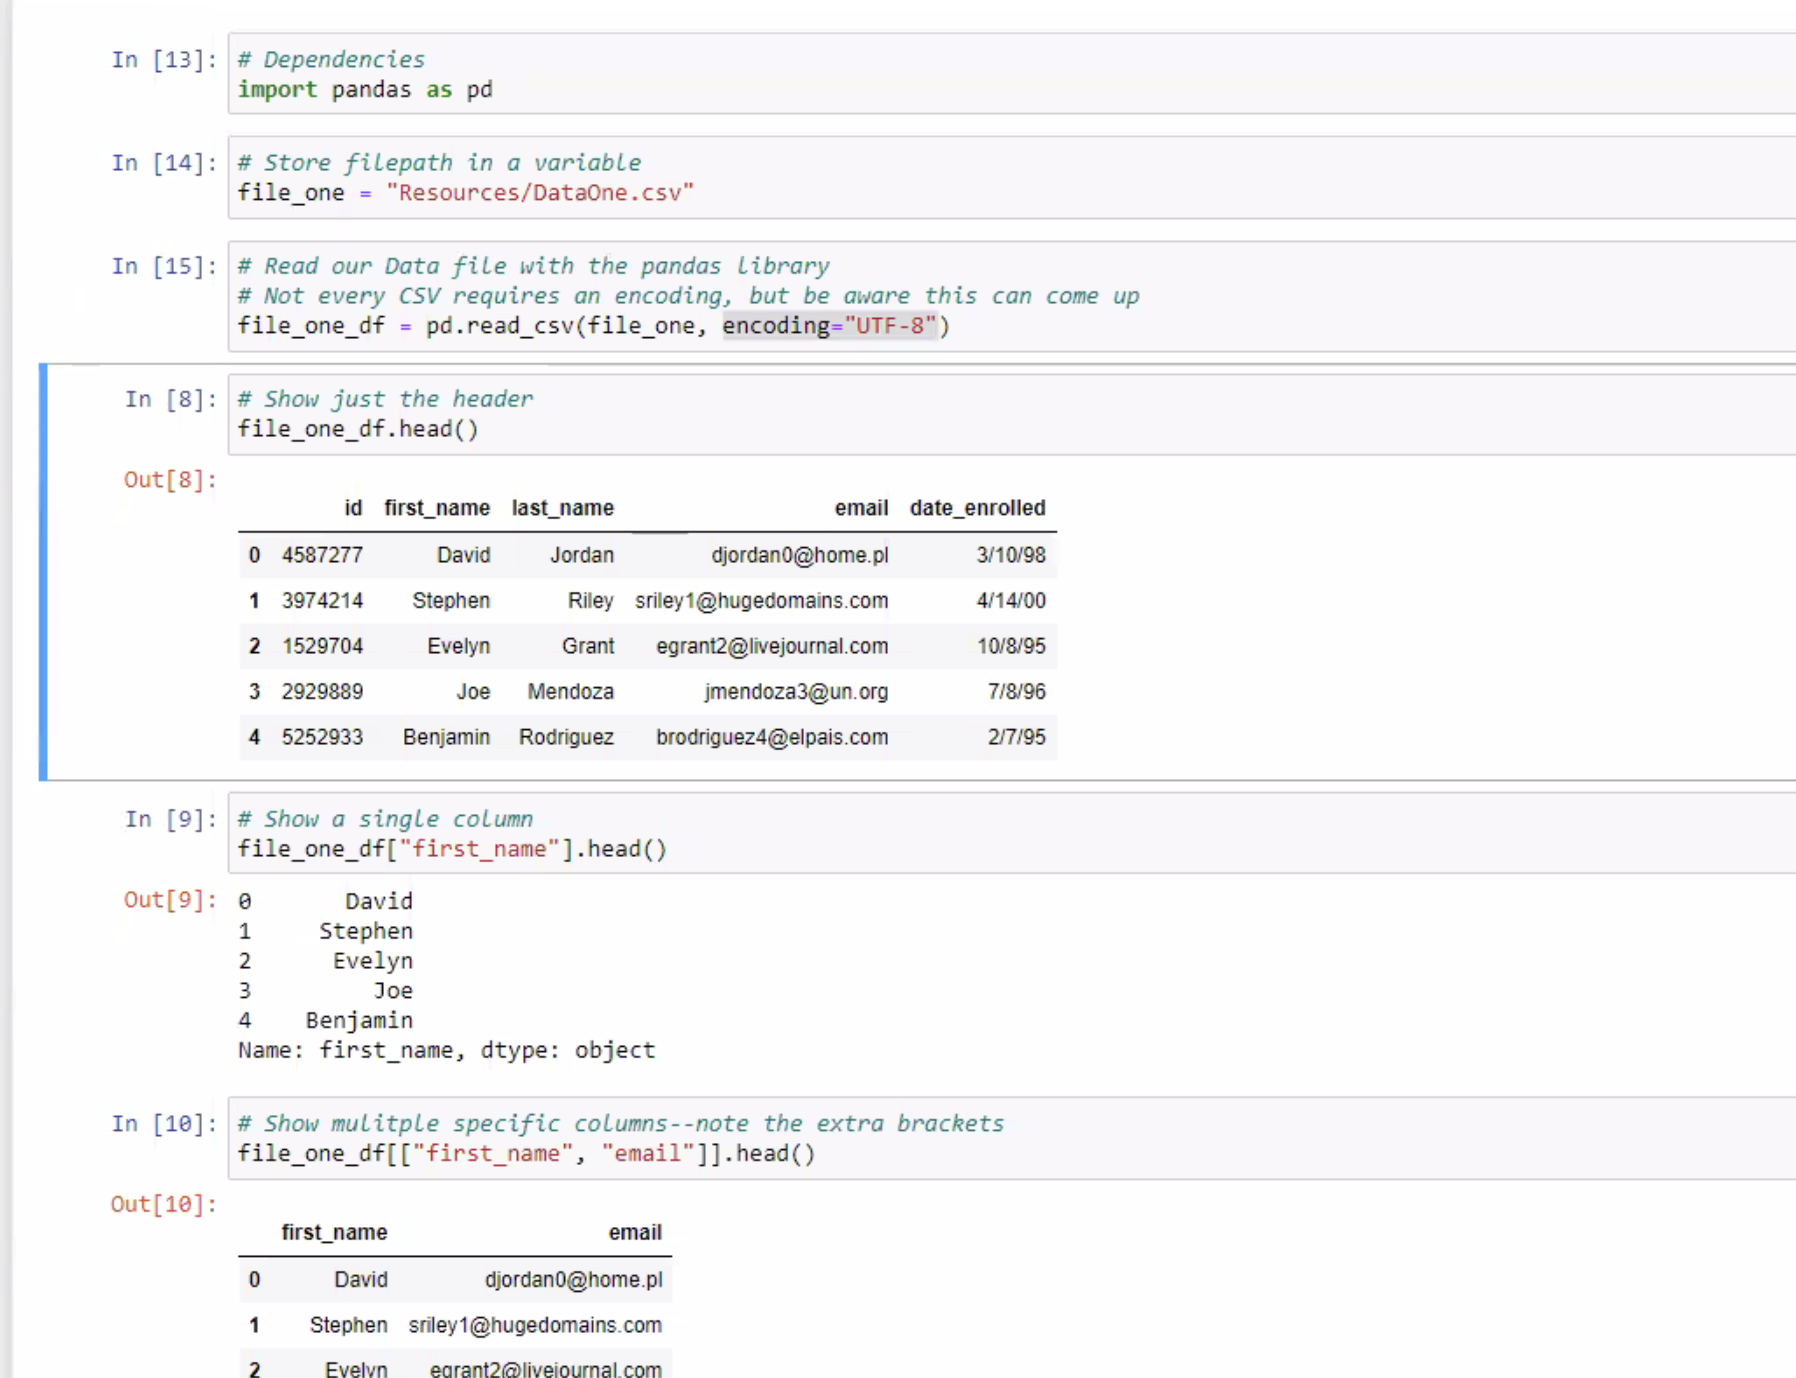 In [13]: # Dependencies
import pandas as pd
In [14]: # Store filepath in a variable
file_one = "Resources/DataOne.csv"
In [15]: # Read our Data file with the pandas library
# Not every CSV requires an encoding, but be aware this can come up
file_one_df = pd.read_csv(file_one, encoding="UTF-8")
In [8]: # Show just the header
file_one_df.head()
Out[8]:
id first_name last_name email date_enrolled
0 4587277 David Jordan djordan0@home.pl 3/10/98
1 3974214 Stephen Riley sriley1@hugedomains.com 4/14/00
2 1529704 Evelyn Grant egrant2@livejournal.com 10/8/95
3 2929889 Joe Mendoza jmendoza3@un.org 7/8/96
4 5252933 Benjamin Rodriguez brodriguez4@elpais.com 2/7/95
In [9]: # Show a single column
file_one_df["first_name"].head()
Out[9]: 0 David
1 Stephen
2 Evelyn
3 Joe
4 Benjamin
Name: first_name, dtype: object
In [10]: # Show mulitple specific columns--note the extra brackets
file_one_df[["first_name", "email"]].head()
Out[10]:
first_name email
0 David djordan0@home.pl
1 Stephen sriley1@hugedomains.com
2 Evelyn egrant2@livejournal.com